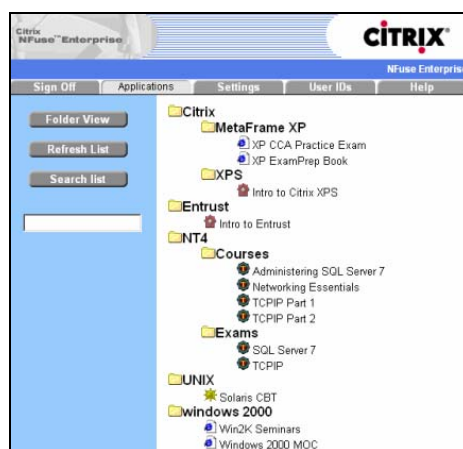 Citrix
NFuse™Enterprise
CiTRIX®
NFuse Enterprise
Sign Off
Applications
Settings
User IDs
Help
Folder View
Refresh List
Search list
Citrix
MetaFrame XP
XP CCA Practice Exam
XP ExamPrep Book
XPS
Intro to Citrix XPS
Entrust
Intro to Entrust
NT4
Courses
Administering SQL Server 7
Networking Essentials
TCPIP Part 1
TCPIP Part 2
Exams
SQL Server 7
TCPIP
UNIX
Solaris CBT
windows 2000
Win2K Seminars
Windows 2000 MOC